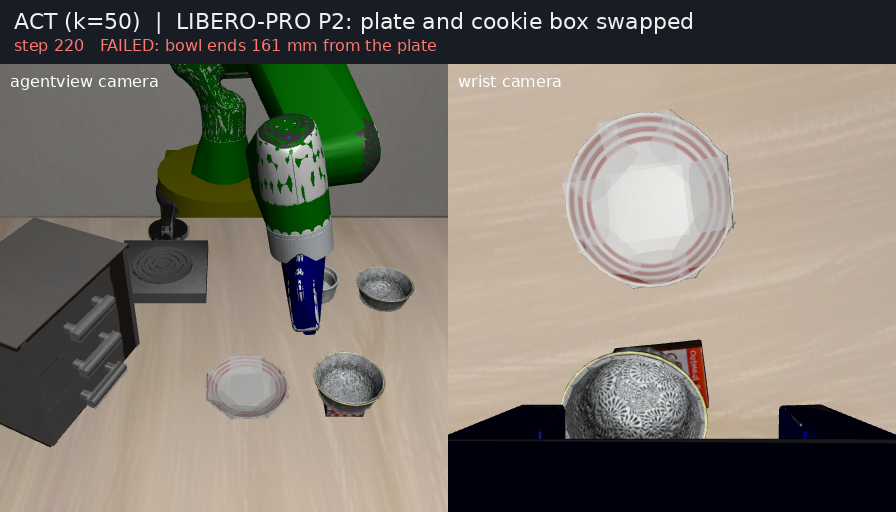 ACT (k=50) | LIBERO-PRO P2: plate and cookie box swapped
step 220 FAILED: bowl ends 161 mm from the plate
agentview camera
wrist camera